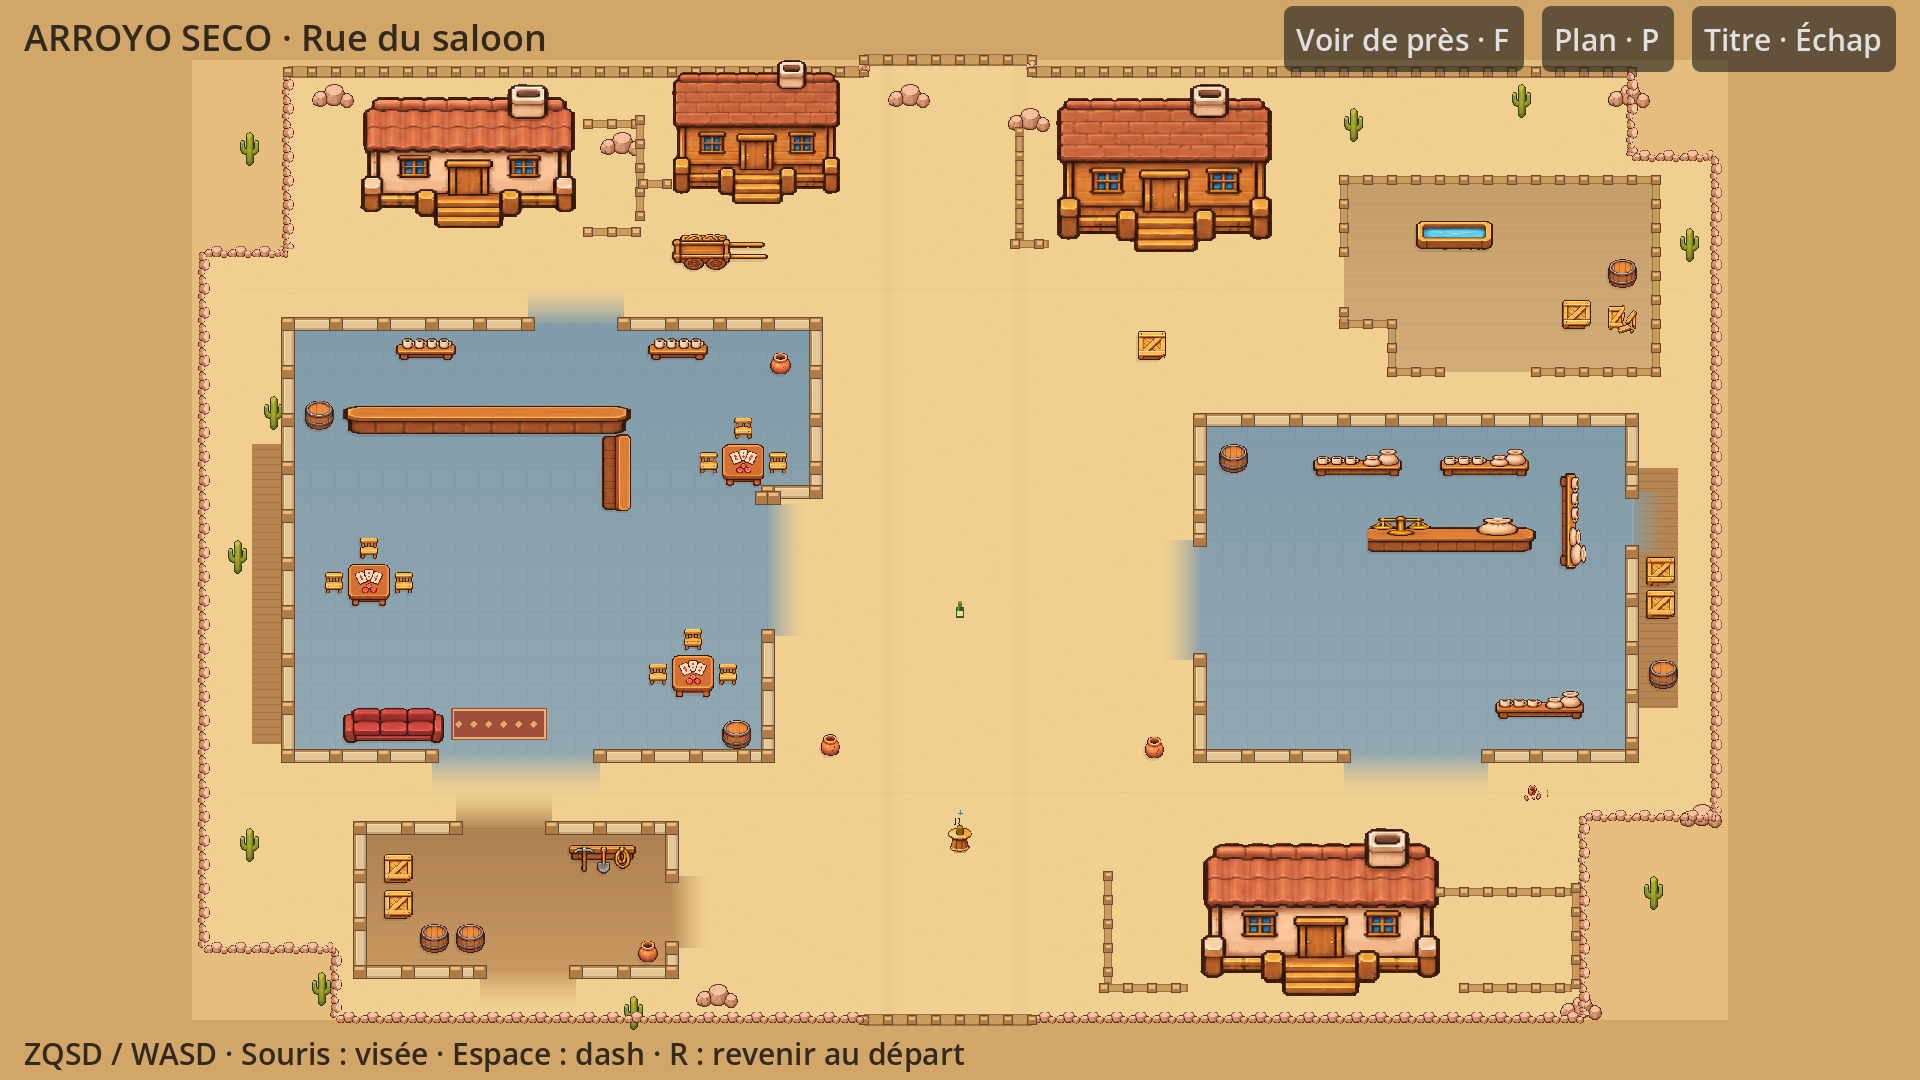 ARROYO SECO · Rue du saloon
Voir de près · F
Plan · P
Titre · Échap
ZQSD / WASD · Souris : visée · Espace : dash · R : revenir au départ